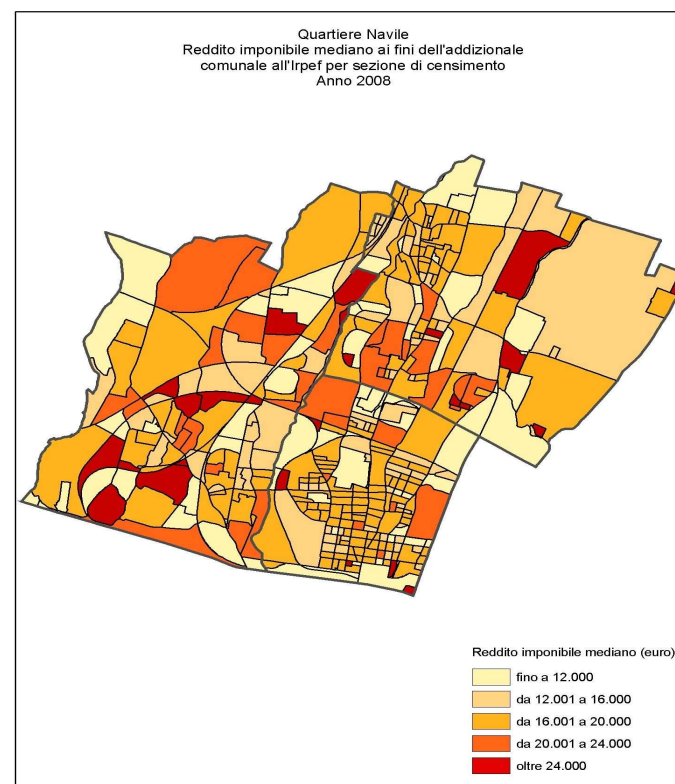 Quartiere Navile
Reddito imponibile mediano ai fini dell'addizionale
comunale all'Irpef per sezione di censimento
Anno 2008
Reddito imponibile mediano (euro)
fino a 12.000
da 12.001 a 16.000
da 16.001 a 20.000
da 20.001 a 24.000
oltre 24.000